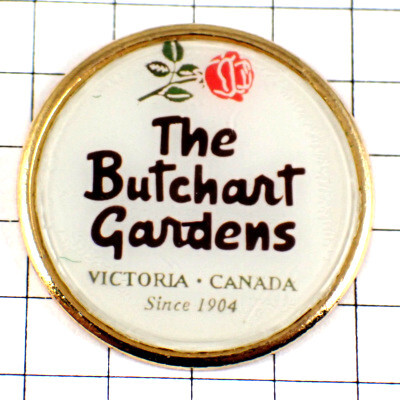 The
Butchart
Gardens
VICTORIA · CANADA
Since 1904